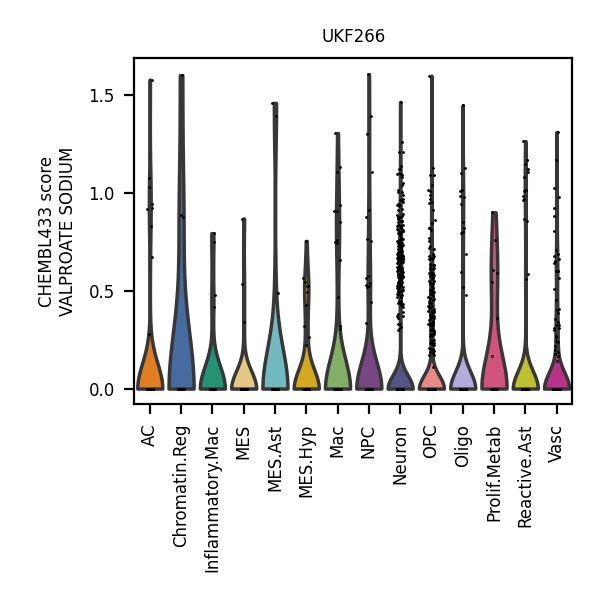 UKF266
CHEMBL433 score
VALPROATE SODIUM
1.5
1.0
0.5
0.0
AC
Chromatin.Reg
Inflammatory.Mac
MES
MES.Ast
MES.Hyp
Mac
NPC
Neuron
OPC
Oligo
Prolif.Metab
Reactive.Ast
Vasc